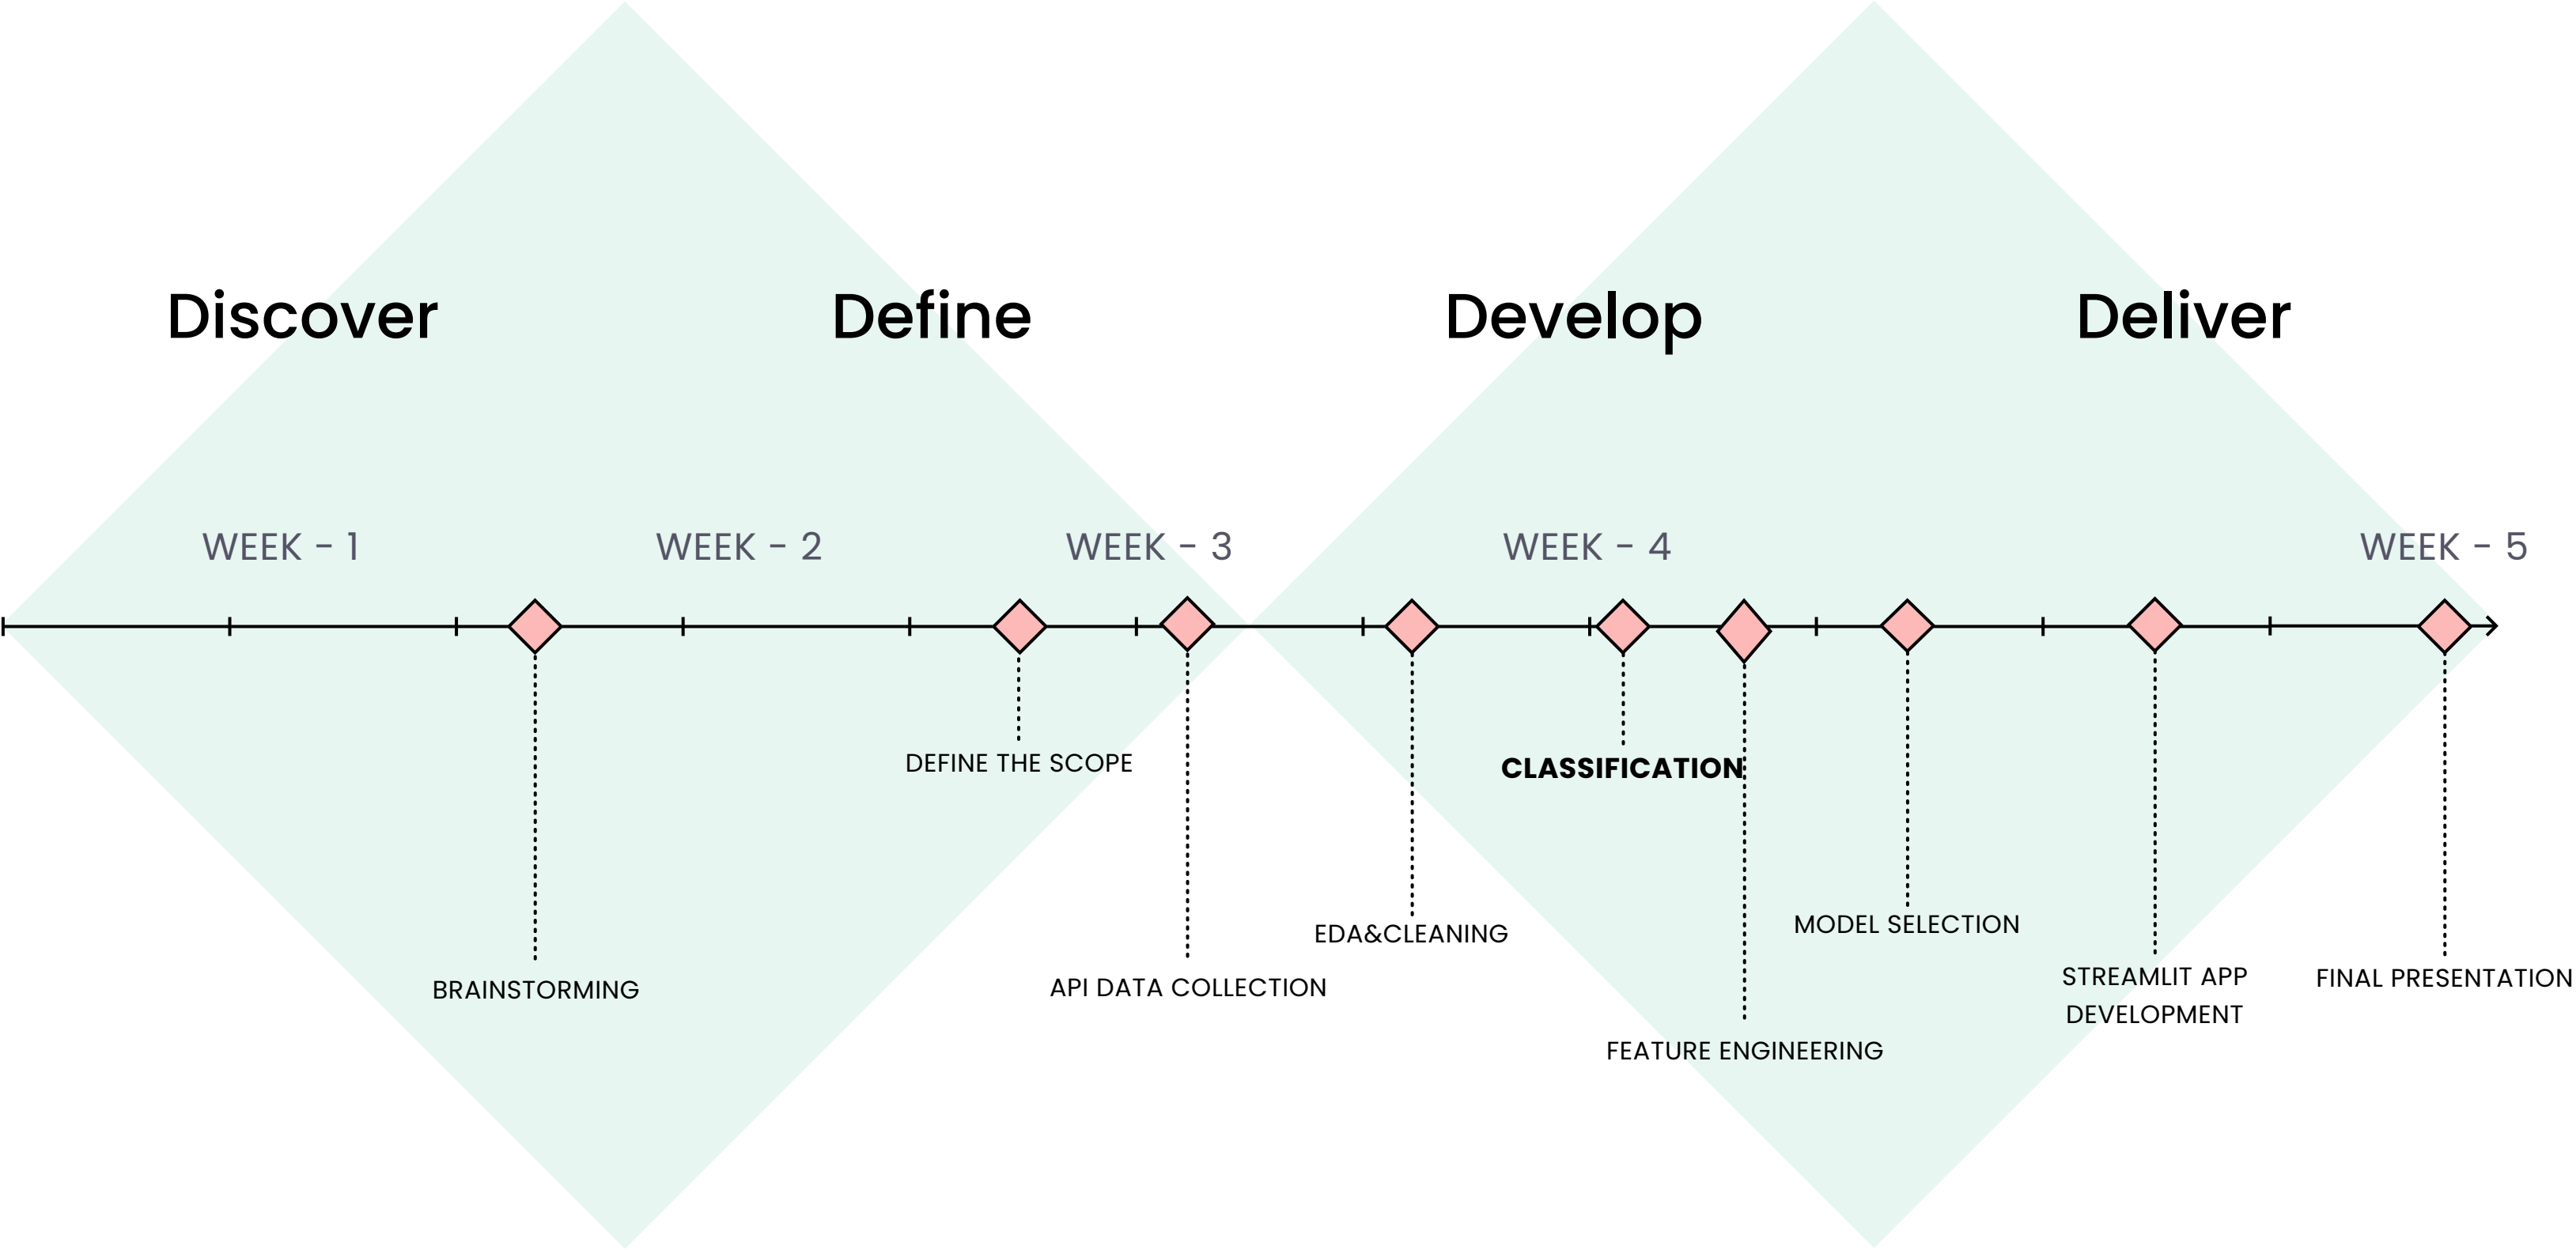 Discover
Define
Develop
Deliver
WEEK - 1
WEEK - 2
WEEK - 3
WEEK - 4
WEEK - 5
DEFINE THE SCOPE
CLASSIFICATION
EDA&CLEANING
MODEL SELECTION
BRAINSTORMING
API DATA COLLECTION
STREAMLIT APP
DEVELOPMENT
FINAL PRESENTATION
FEATURE ENGINEERING